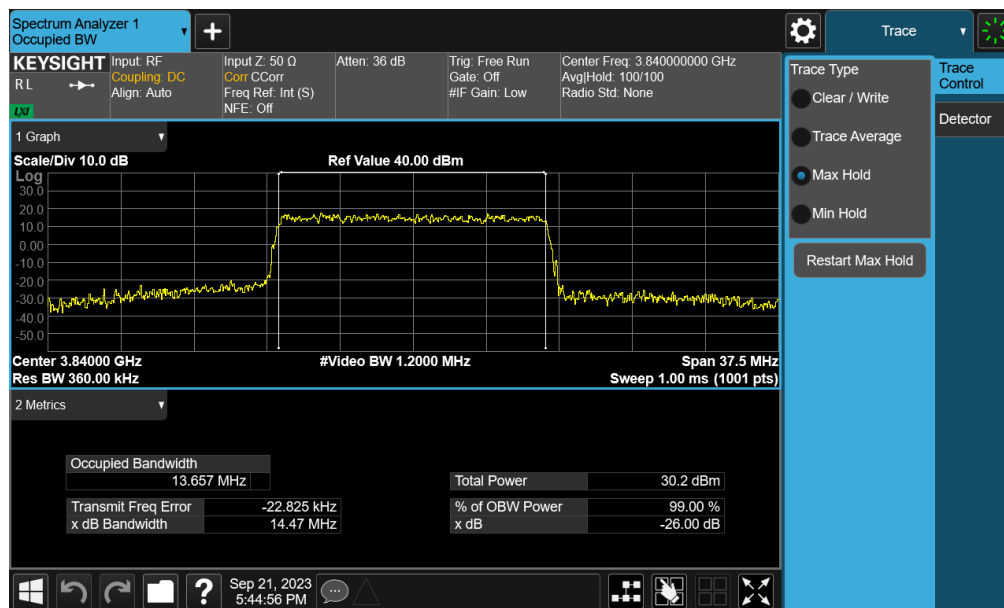 Spectrum Analyzer 1
Occupied BW
Trace
KEYSIGHT
R L
LXI
Input: RF
Coupling: DC
Align: Auto
Input Z: 50 Ω
Corr CCorr
Freq Ref: Int (S)
NFE: Off
Atten: 36 dB
Trig: Free Run
Gate: Off
#IF Gain: Low
Center Freq: 3.840000000 GHz
Avg|Hold: 100/100
Radio Std: None
Trace Type
Clear / Write
Trace Average
Max Hold
Min Hold
Restart Max Hold
Trace
Control
Detector
1 Graph
Scale/Div 10.0 dB
Ref Value 40.00 dBm
Log
30.0
20.0
10.0
0.00
-10.0
-20.0
-30.0
-40.0
-50.0
Center 3.84000 GHz
#Video BW 1.2000 MHz
Span 37.5 MHz
Res BW 360.00 kHz
Sweep 1.00 ms (1001 pts)
2 Metrics
Occupied Bandwidth
13.657 MHz
Total Power 30.2 dBm
Transmit Freq Error -22.825 kHz
% of OBW Power 99.00 %
x dB Bandwidth 14.47 MHz
x dB -26.00 dB
Sep 21, 2023
5:44:56 PM